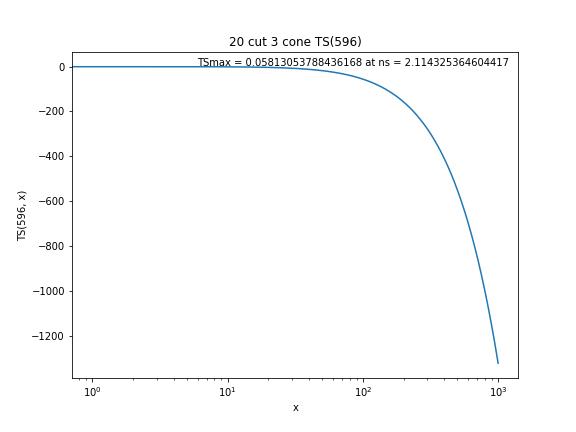 20 cut 3 cone TS(596)
TSmax = 0.05813053788436168 at ns = 2.114325364604417
0
−200
−400
−600
−800
−1000
−1200
TS(596, x)
10⁰ 10¹ 10² 10³
x